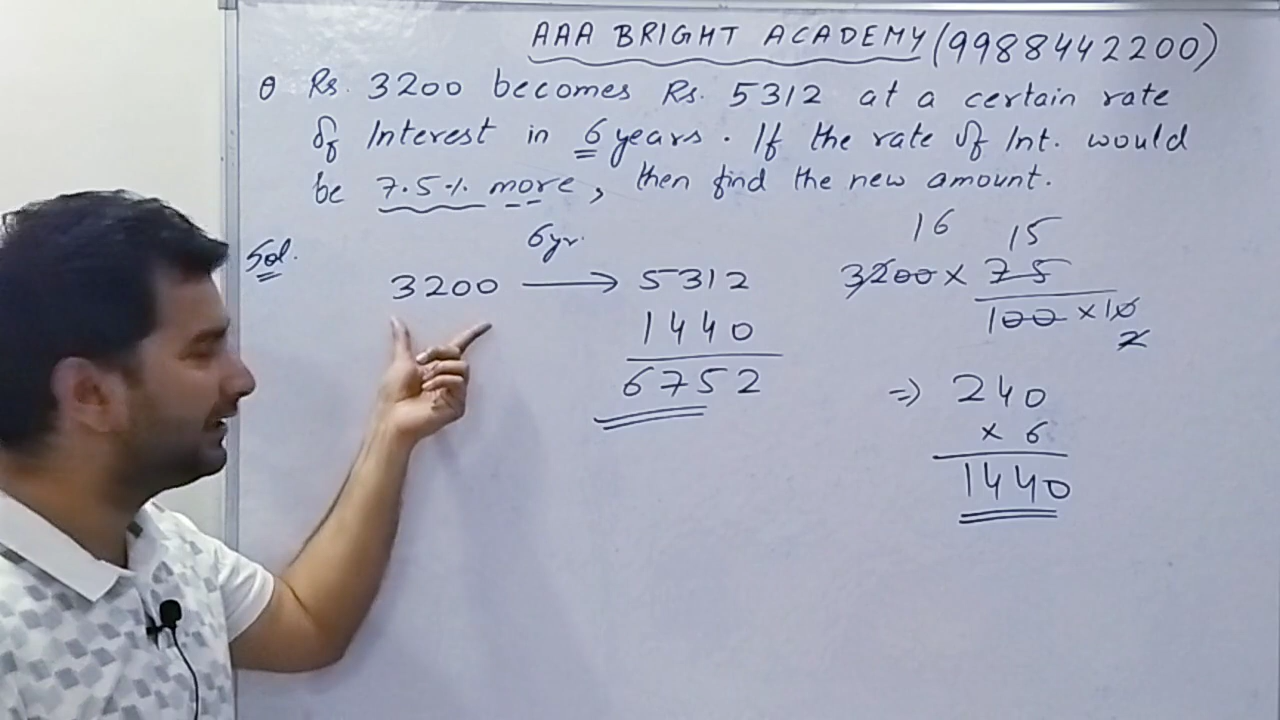 AAA BRIGHT ACADEMY (9988442200)
Q Rs. 3200 becomes Rs. 5312 at a certain rate
of Interest in 6 years. If the rate of Int. would
be 7.5% more, then find the new amount.
Sol.
6yr.
3200 → 5312
1440
6752
16 15
3200 × 75
100 × 10
2
⇒ 240
× 6
1440